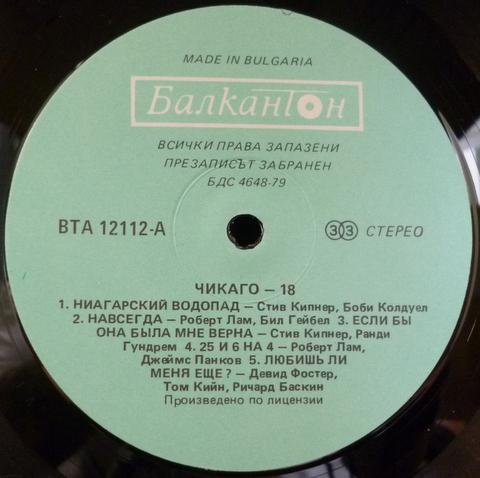 MADE IN BULGARIA
Балкантон
ВСИЧКИ ПРАВА ЗАПАЗЕНИ
ПРЕЗАПИСЪТ ЗАБРАНЕН
БДС 4648-79
ВТА 12112-А
33 СТЕРЕО
ЧИКАГО – 18
1. НИАГАРСКИЙ ВОДОПАД – Стив Кипнер, Боби Колдуел
2. НАВСЕГДА – Роберт Лам, Бил Гейбел 3. ЕСЛИ БЫ
ОНА БЫЛА МНЕ ВЕРНА – Стив Кипнер, Ранди
Гундрем 4. 25 И 6 НА 4 – Роберт Лам,
Джеймс Панков 5. ЛЮБИШЬ ЛИ
МЕНЯ ЕЩЕ? – Девид Фостер,
Том Кийн, Ричард Баскин
Произведено по лицензии